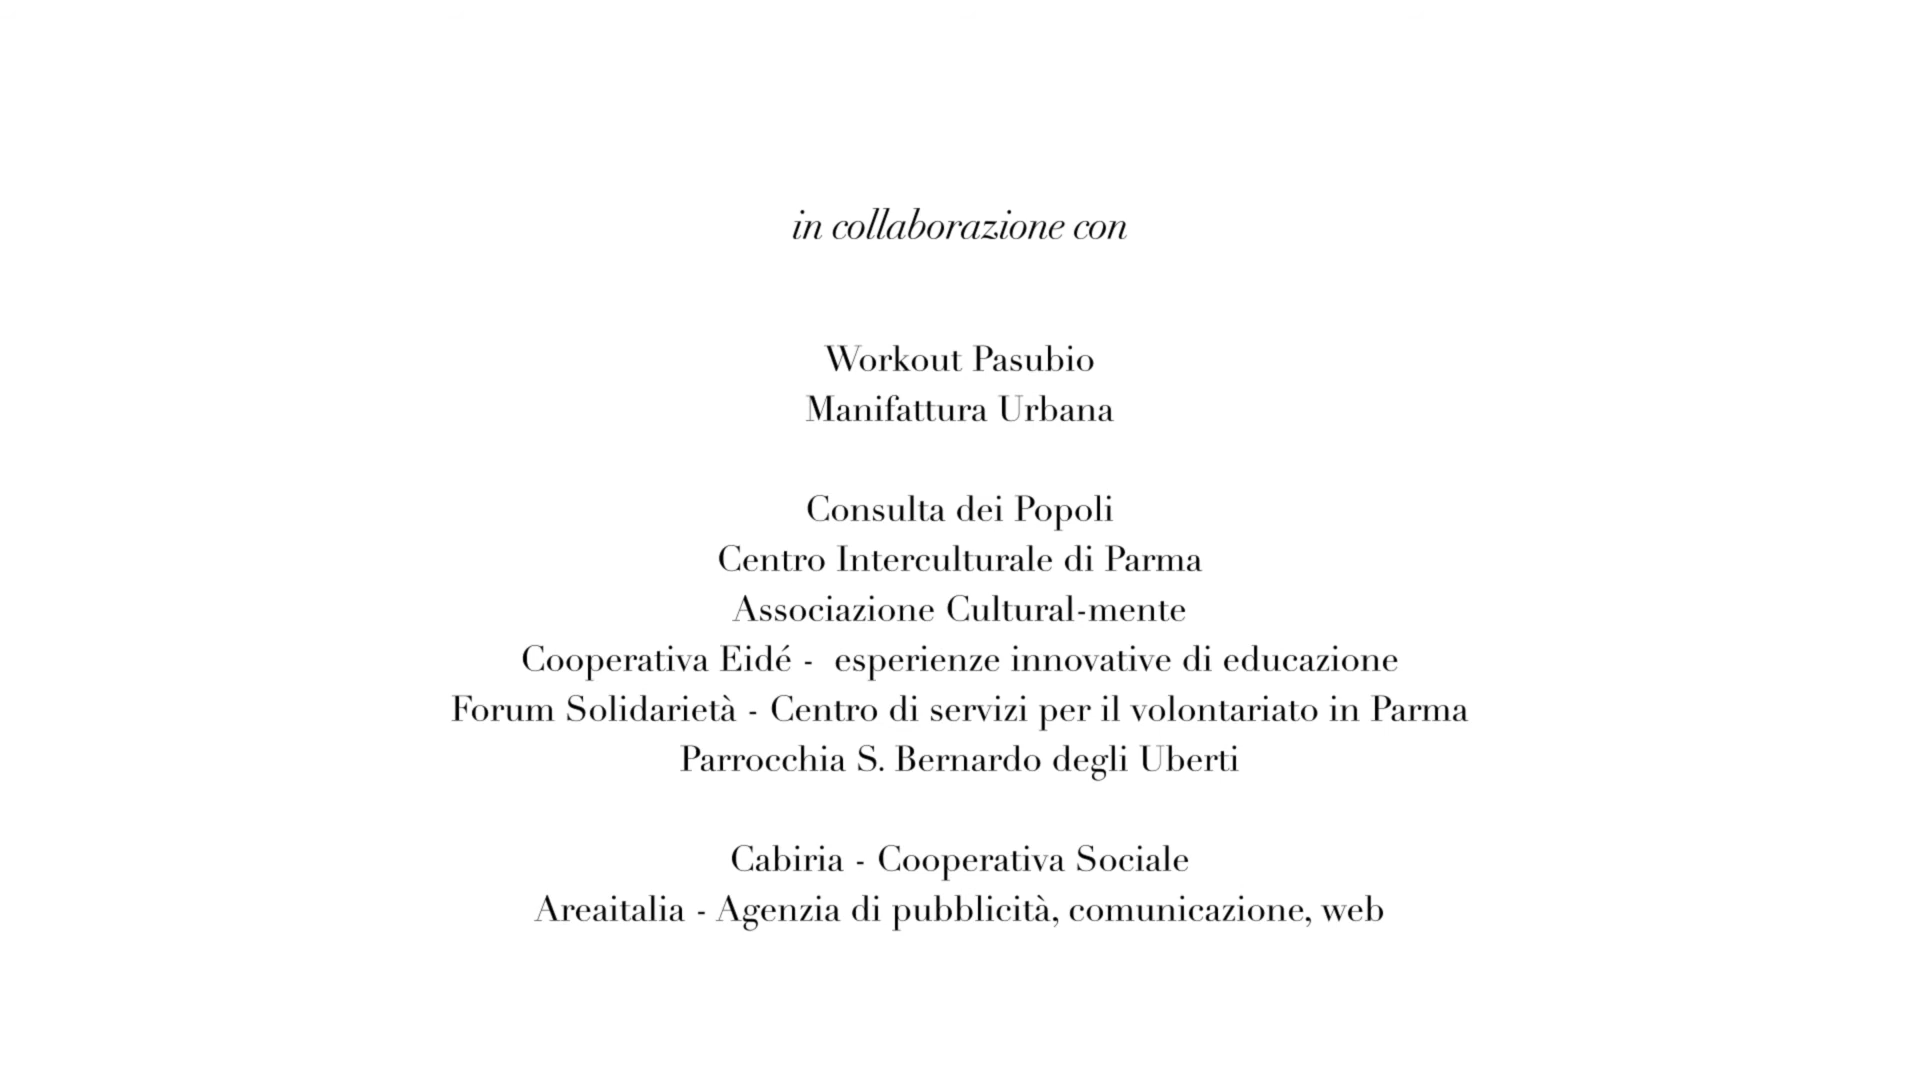 in collaborazione con
Workout Pasubio
Manifattura Urbana
Consulta dei Popoli
Centro Interculturale di Parma
Associazione Cultural-mente
Cooperativa Eidé -  esperienze innovative di educazione
Forum Solidarietà - Centro di servizi per il volontariato in Parma
Parrocchia S. Bernardo degli Uberti
Cabiria - Cooperativa Sociale
Areaitalia - Agenzia di pubblicità, comunicazione, web